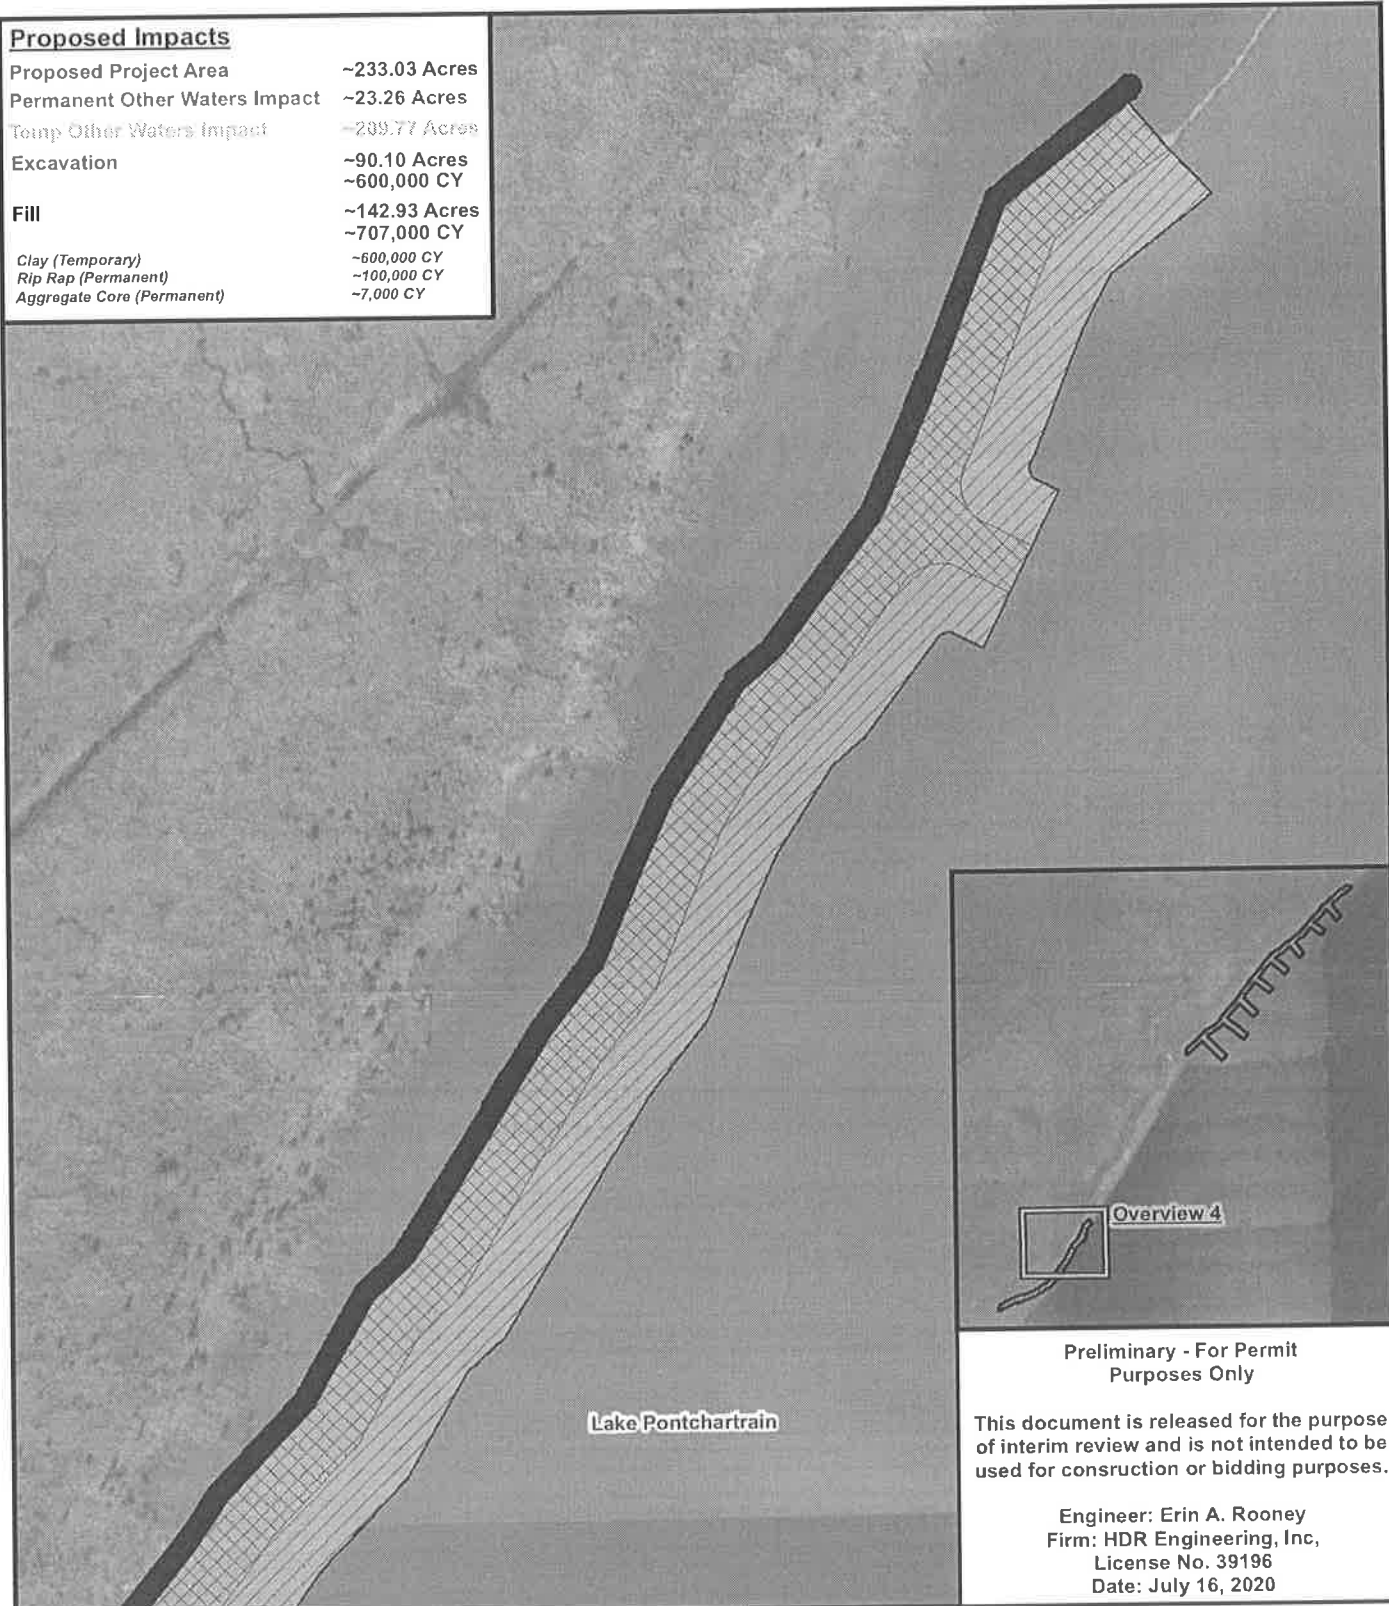 Proposed Impacts
Proposed Project Area ~233.03 Acres
Permanent Other Waters Impact ~23.26 Acres
Temp Other Waters Impact ~209.77 Acres
Excavation ~90.10 Acres
~600,000 CY
Fill ~142.93 Acres
~707,000 CY
Clay (Temporary) ~600,000 CY
Rip Rap (Permanent) ~100,000 CY
Aggregate Core (Permanent) ~7,000 CY
Overview 4
Lake Pontchartrain
Preliminary - For Permit
Purposes Only
This document is released for the purpose
of interim review and is not intended to be
used for consruction or bidding purposes.
Engineer: Erin A. Rooney
Firm: HDR Engineering, Inc,
License No. 39196
Date: July 16, 2020